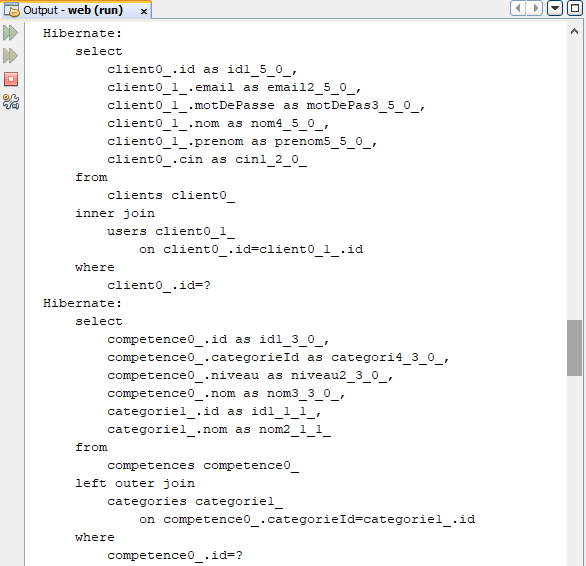 Output - web (run)
Hibernate:
    select
        client0_.id as id1_5_0_,
        client0_1_.email as email2_5_0_,
        client0_1_.motDePasse as motDePas3_5_0_,
        client0_1_.nom as nom4_5_0_,
        client0_1_.prenom as prenom5_5_0_,
        client0_.cin as cin1_2_0_
    from
        clients client0_
    inner join
        users client0_1_
            on client0_.id=client0_1_.id
    where
        client0_.id=?
Hibernate:
    select
        competence0_.id as id1_3_0_,
        competence0_.categorieId as categori4_3_0_,
        competence0_.niveau as niveau2_3_0_,
        competence0_.nom as nom3_3_0_,
        categorie1_.id as id1_1_1_,
        categorie1_.nom as nom2_1_1_
    from
        competences competence0_
    left outer join
        categories categorie1_
            on competence0_.categorieId=categorie1_.id
    where
        competence0_.id=?